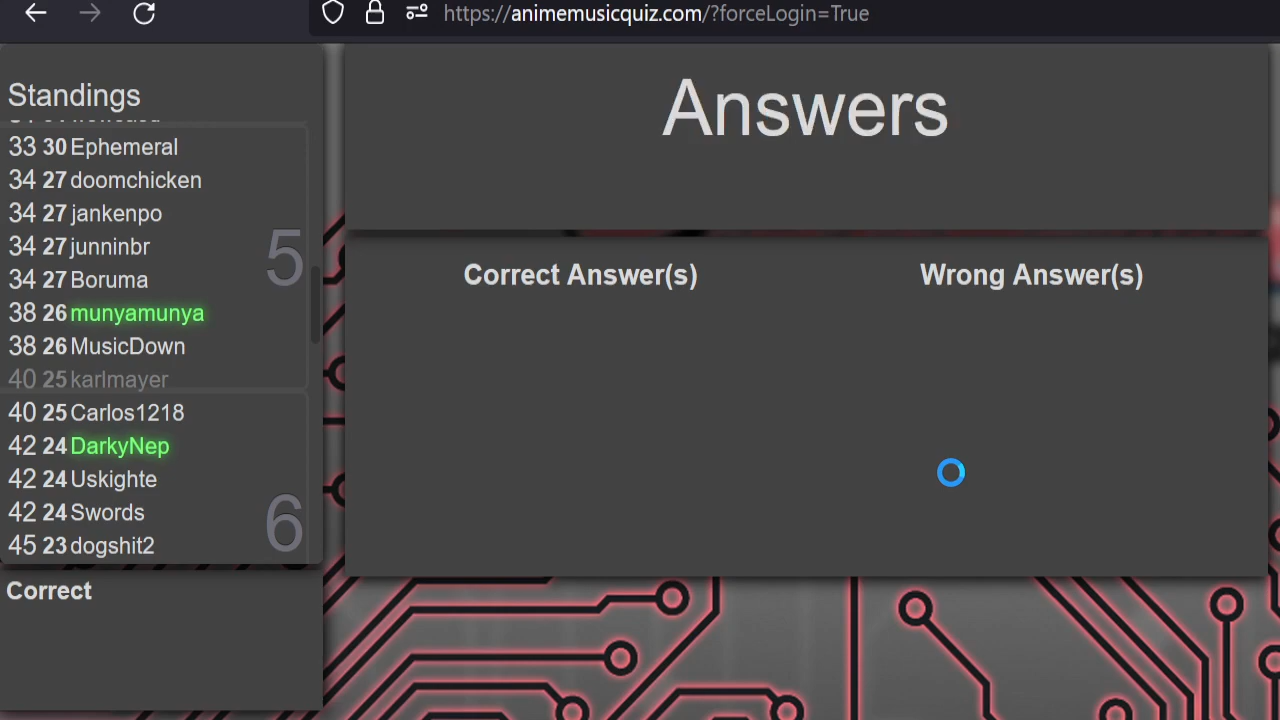 https://animemusicquiz.com/?forceLogin=True
Standings
33 30 Ephemeral
34 27 doomchicken
34 27 jankenpo
34 27 junninbr
34 27 Boruma
5
38 26 munyamunya
38 26 MusicDown
40 25 karlmayer
40 25 Carlos1218
42 24 DarkyNep
42 24 Uskighte
42 24 Swords
45 23 dogshit2
6
Correct
Answers
Correct Answer(s)
Wrong Answer(s)